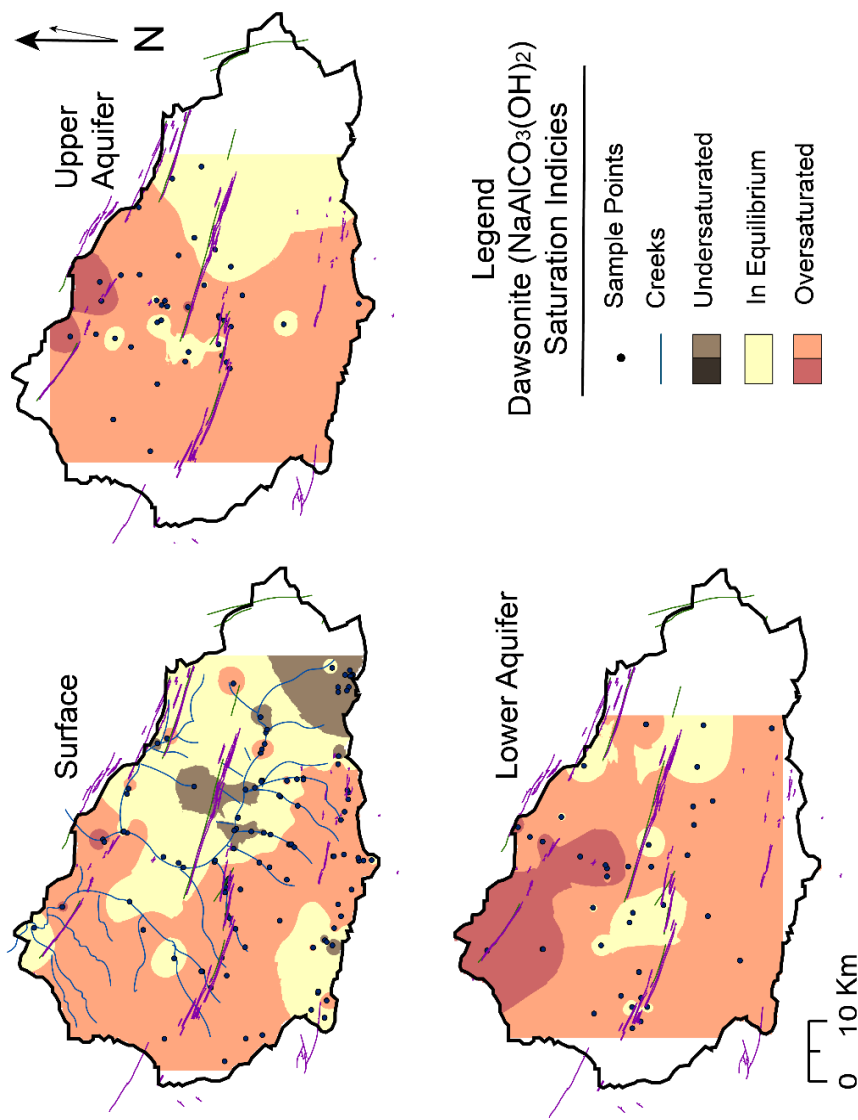 Surface
Upper
Aquifer
N
Lower Aquifer
0 10 Km
Legend
Dawsonite (NaAlCO3(OH)2)
Saturation Indicies
Sample Points
Creeks
Undersaturated
In Equilibrium
Oversaturated